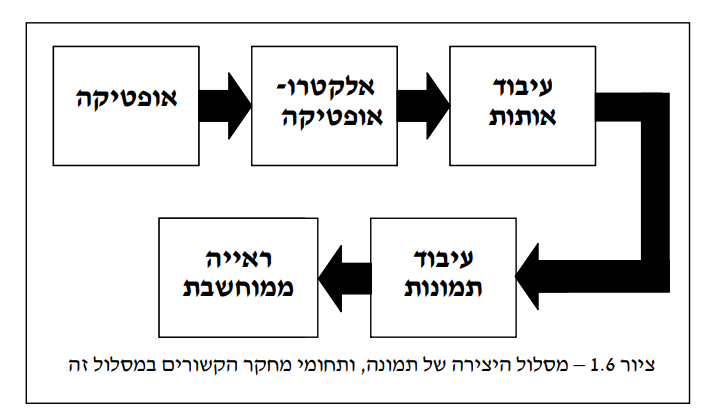 אופטיקה
אלקטרו-
אופטיקה
עיבוד
אותות
עיבוד
תמונות
ראייה
ממוחשבת
ציור 1.6 – מסלול היצירה של תמונה, ותחומי מחקר הקשורים במסלול זה